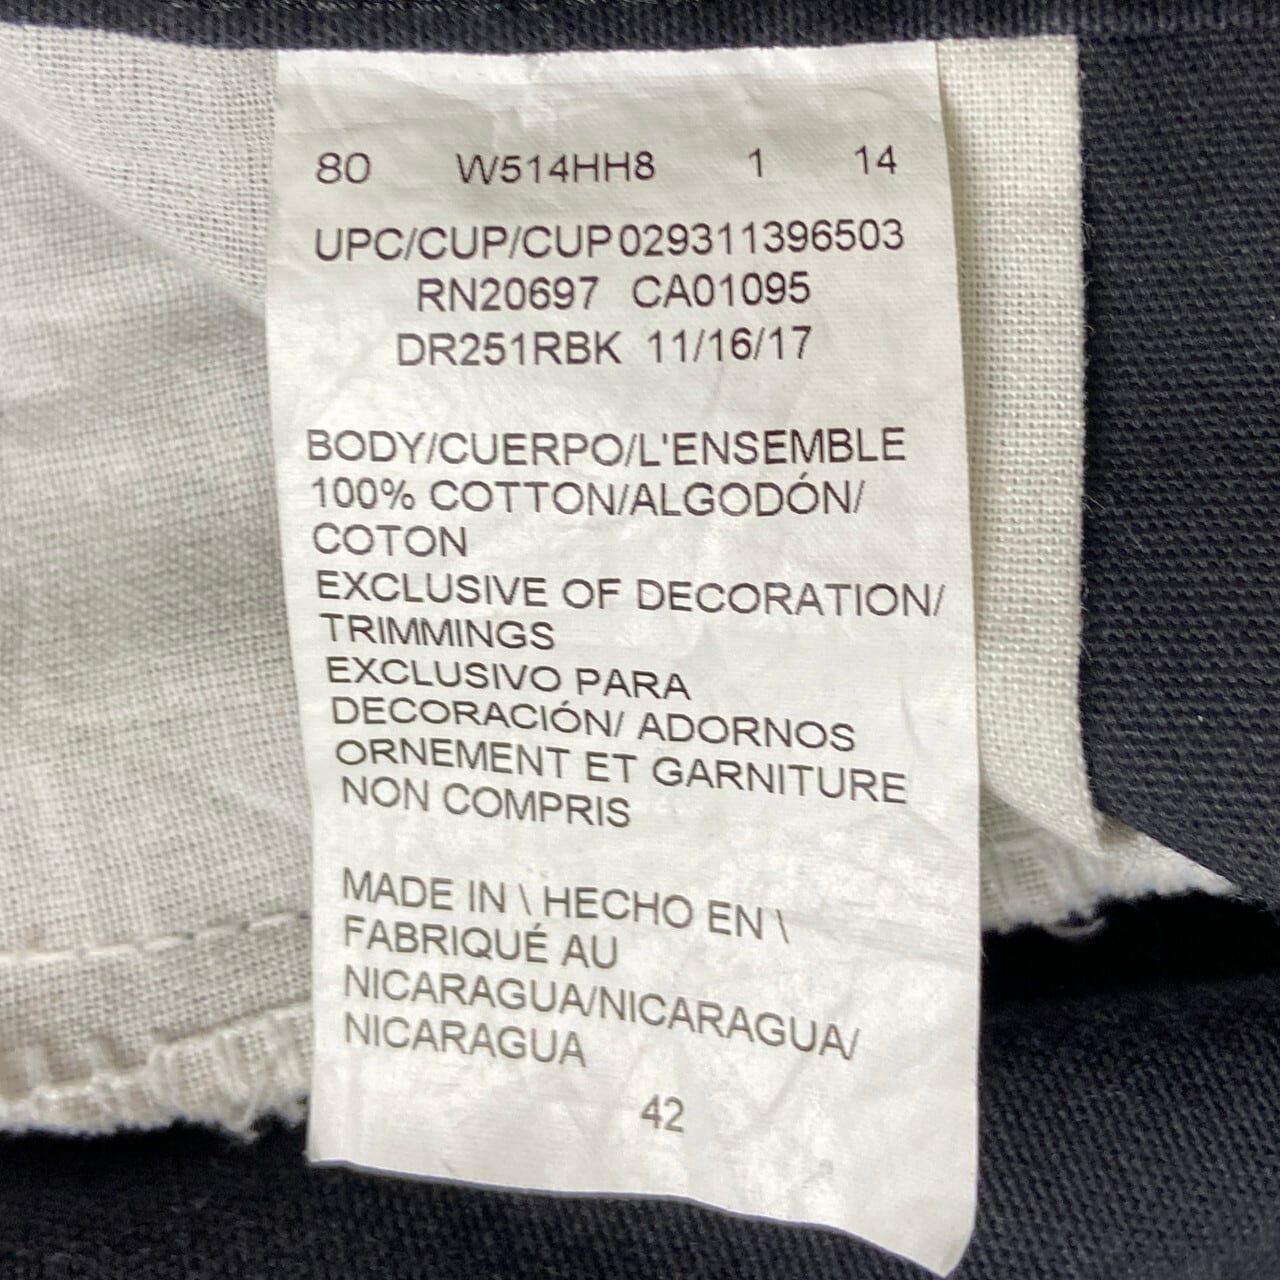 80 W514HH8 1 14
UPC/CUP/CUP029311396503
RN20697 CA01095
DR251RBK 11/16/17
BODY/CUERPO/L'ENSEMBLE
100% COTTON/ALGODÓN/
COTON
EXCLUSIVE OF DECORATION/
TRIMMINGS
EXCLUSIVO PARA
DECORACIÓN/ ADORNOS
ORNEMENT ET GARNITURE
NON COMPRIS
MADE IN \ HECHO EN \
FABRIQUÉ AU
NICARAGUA/NICARAGUA/
NICARAGUA
42